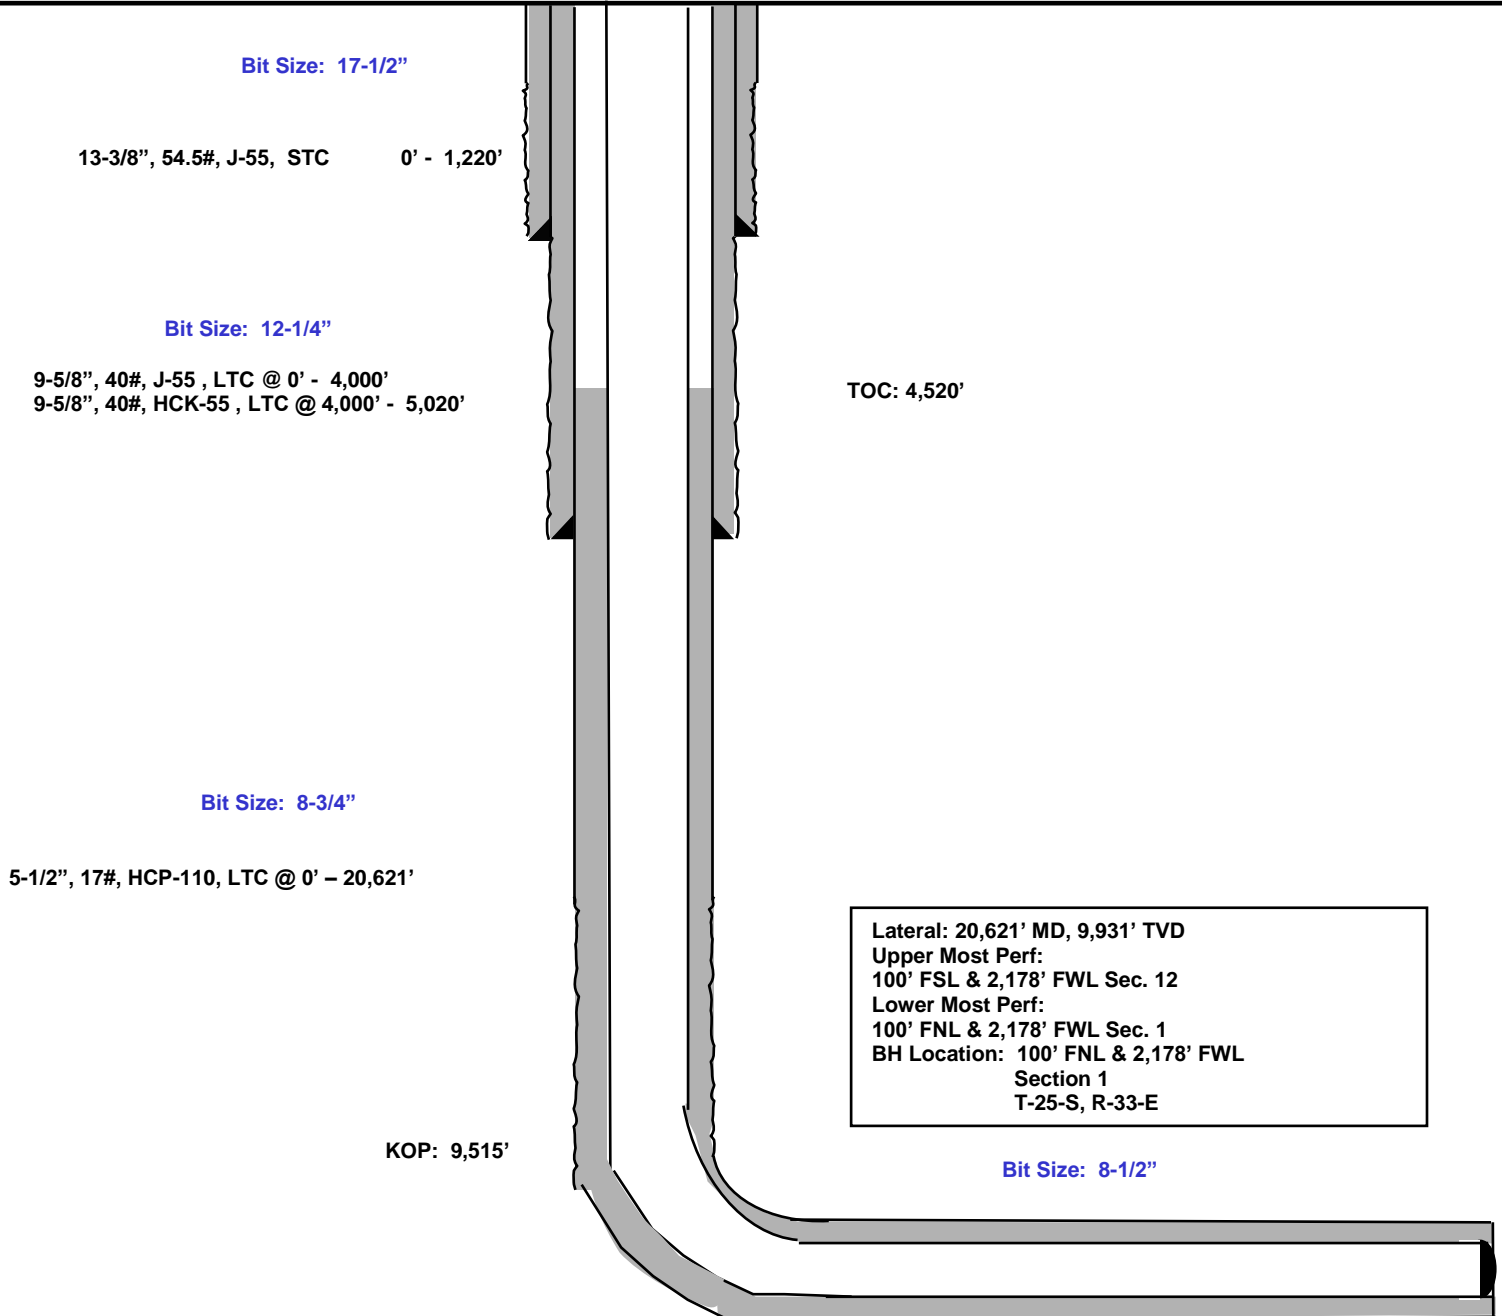 Bit Size: 17-1/2”
13-3/8”, 54.5#, J-55, STC 0’ - 1,220’
Bit Size: 12-1/4”
9-5/8”, 40#, J-55 , LTC @ 0’ - 4,000’
9-5/8”, 40#, HCK-55 , LTC @ 4,000’ - 5,020’
TOC: 4,520’
Bit Size: 8-3/4”
5-1/2”, 17#, HCP-110, LTC @ 0’ – 20,621’
Lateral: 20,621’ MD, 9,931’ TVD
Upper Most Perf:
100’ FSL & 2,178’ FWL Sec. 12
Lower Most Perf:
100’ FNL & 2,178’ FWL Sec. 1
BH Location: 100’ FNL & 2,178’ FWL
Section 1
T-25-S, R-33-E
KOP: 9,515’
Bit Size: 8-1/2”